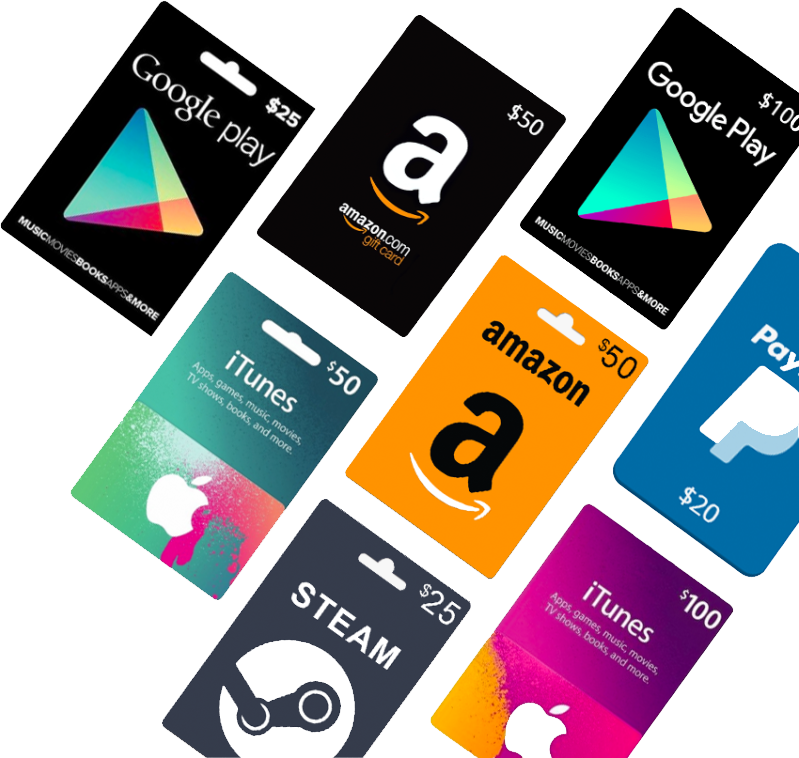 Google play
$25
MUSICMOVIESBOOKSAPPS&MORE
$50
a
amazon.com
gift card
$100
Google Play
MUSICMOVIESBOOKSAPPS&MORE
$50
iTunes
Apps, games, music, movies,
TV shows, books, and more.
$50
amazon
a
Pay
$20
$25
STEAM
$100
iTunes
Apps, games, music, movies,
TV shows, books, and more.